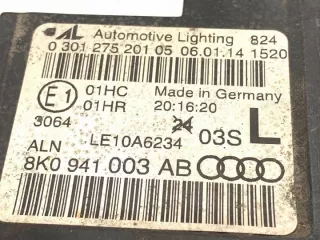 AL Automotive Lighting 824
0 301 275 201 05 06.01.14 1520
E1 01HC Made in Germany
01HR 20:16:20
3064 24 03S L
ALN LE10A6234
8K0 941 003 AB